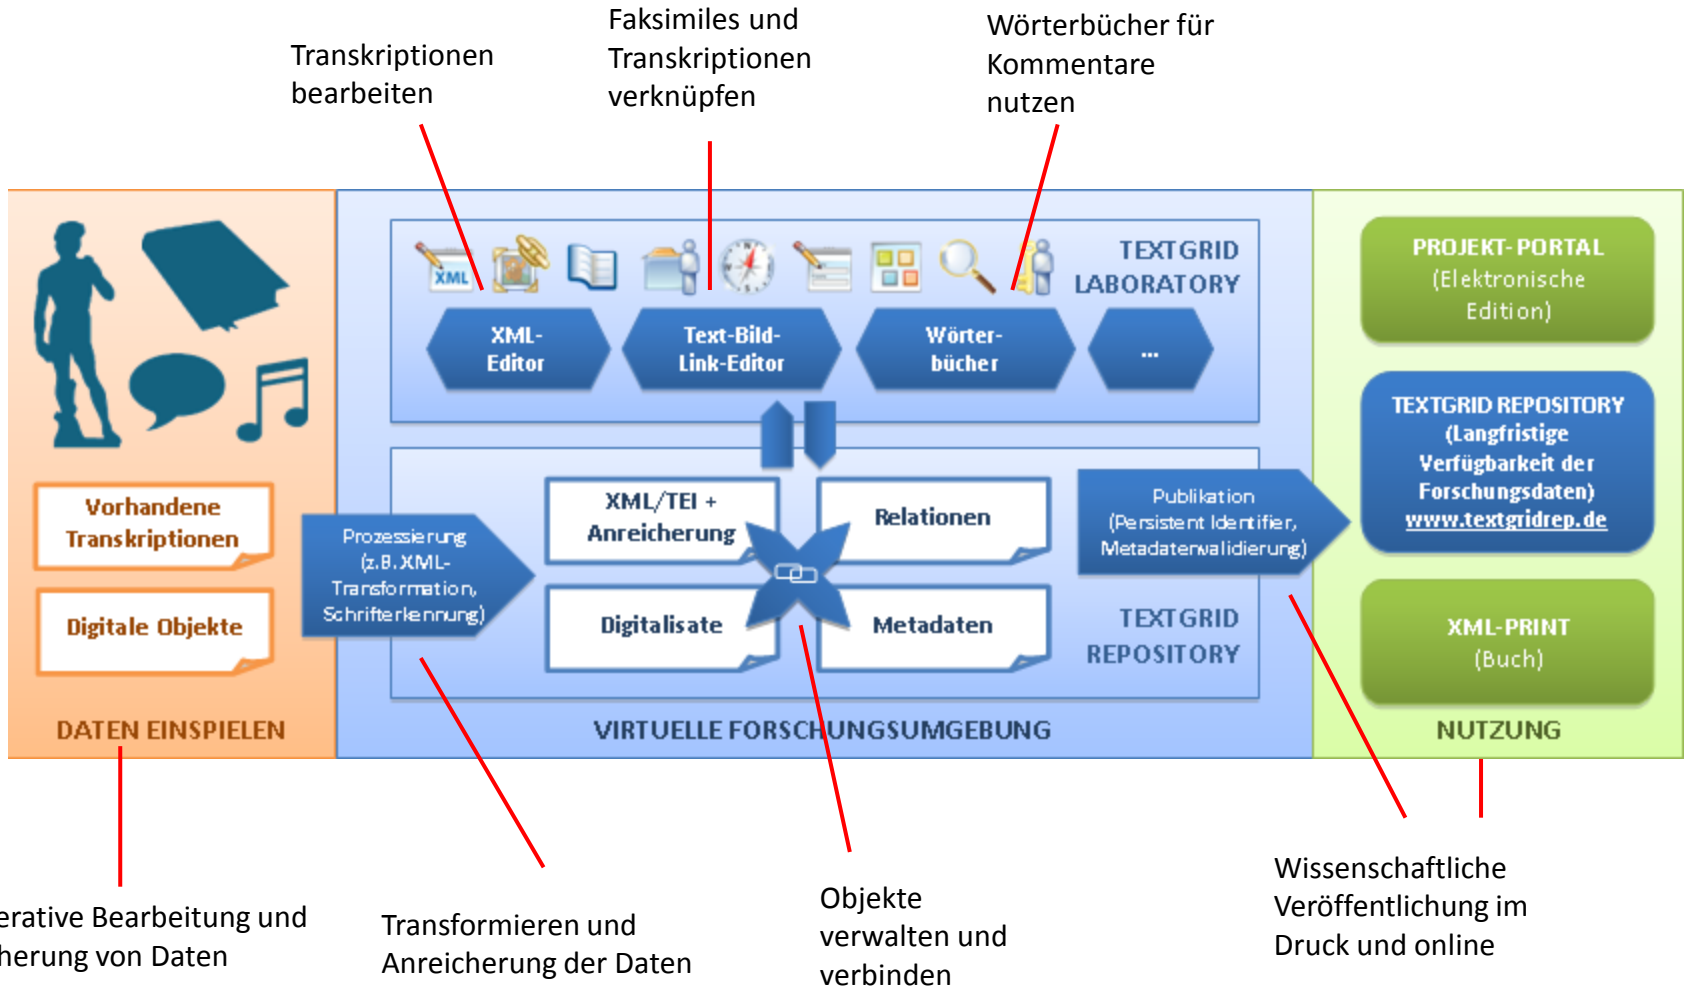 Transkriptionen
bearbeiten
Faksimiles und
Transkriptionen
verknüpfen
Wörterbücher für
Kommentare
nutzen
XML
TEXTGRID
LABORATORY
XML-
Editor
Text-Bild-
Link-Editor
Wörter-
bücher
...
Vorhandene
Transkriptionen
Digitale Objekte
DATEN EINSPIELEN
Prozessierung
(z.B. XML-
Transformation,
Schrifterkennung)
XML/TEI +
Anreicherung
Relationen
Digitalisate
Metadaten
Publikation
(Persistent Identifier,
Metadatenvalidierung)
TEXTGRID
REPOSITORY
VIRTUELLE FORSCHUNGSUMGEBUNG
PROJEKT-PORTAL
(Elektronische
Edition)
TEXTGRID REPOSITORY
(Langfristige
Verfügbarkeit der
Forschungsdaten)
www.textgridrep.de
XML-PRINT
(Buch)
NUTZUNG
erative Bearbeitung und
herung von Daten
Transformieren und
Anreicherung der Daten
Objekte
verwalten und
verbinden
Wissenschaftliche
Veröffentlichung im
Druck und online